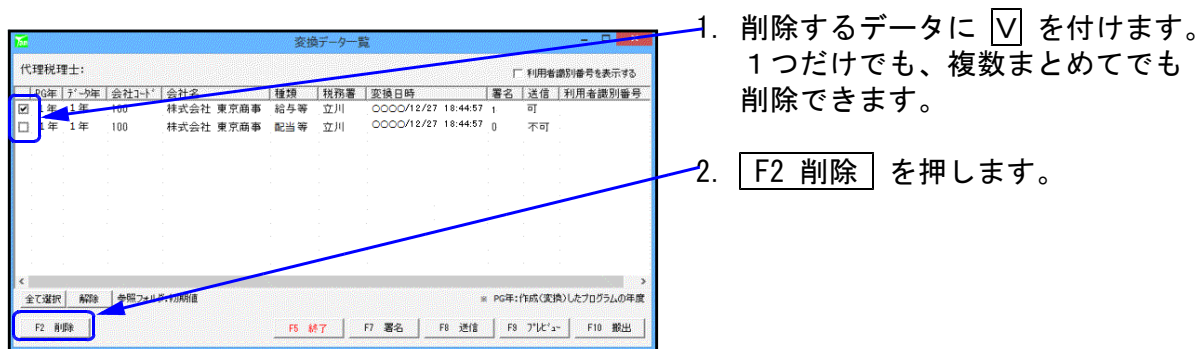 変換データ一覧
代理税理士:
利用者識別番号を表示する
PG年 データ年 会社コード 会社名 種類 税務署 変換日時 署名 送信 利用者識別番号
1年 1年 100 株式会社 東京商事 給与等 立川 〇〇〇〇/12/27 18:44:57 1 可
1年 1年 100 株式会社 東京商事 配当等 立川 〇〇〇〇/12/27 18:44:57 0 不可
全て選択 解除 参照フォルダ:初期値 ※ PG年:作成(変換)したプログラムの年度
F2 削除 F5 終了 F7 署名 F8 送信 F9 プレビュー F10 搬出
1. 削除するデータに V を付けます。
1つだけでも、複数まとめてでも
削除できます。
2. F2 削除 を押します。